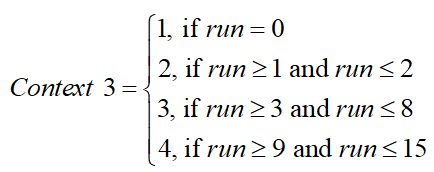 Context 3 =
1, if run = 0
2, if run ≥ 1 and run ≤ 2
3, if run ≥ 3 and run ≤ 8
4, if run ≥ 9 and run ≤ 15